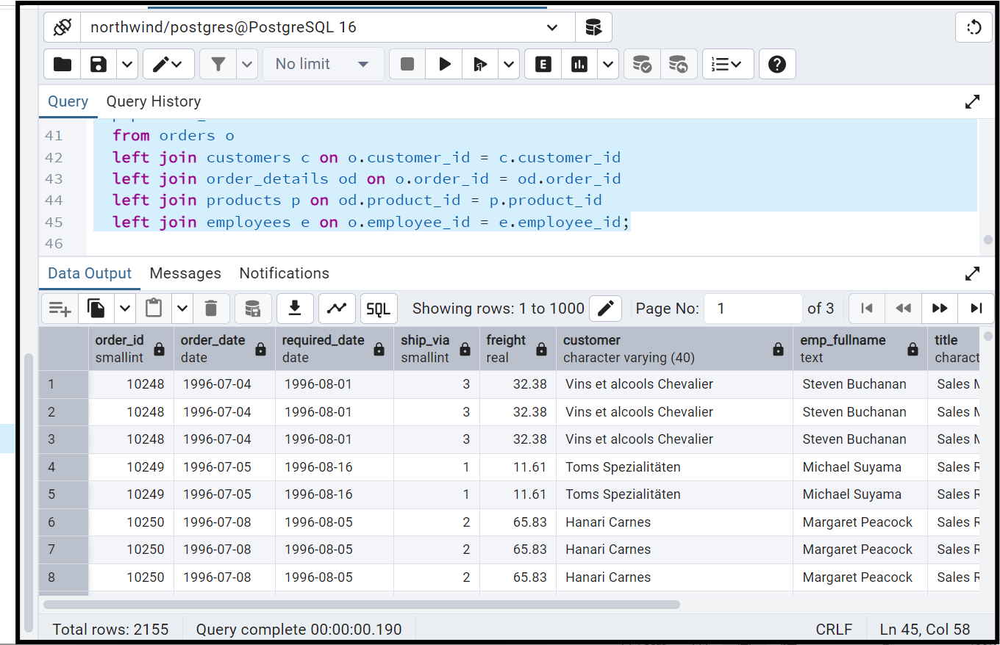 northwind/postgres@PostgreSQL 16
No limit
E
Query Query History
41 from orders o
42 left join customers c on o.customer_id = c.customer_id
43 left join order_details od on o.order_id = od.order_id
44 left join products p on od.product_id = p.product_id
45 left join employees e on o.employee_id = e.employee_id;
46
Data Output Messages Notifications
SQL Showing rows: 1 to 1000 Page No: 1 of 3
order_id order_date required_date ship_via freight customer emp_fullname title
smallint date date smallint real character varying (40) text charact
1 10248 1996-07-04 1996-08-01 3 32.38 Vins et alcools Chevalier Steven Buchanan Sales
2 10248 1996-07-04 1996-08-01 3 32.38 Vins et alcools Chevalier Steven Buchanan Sales
3 10248 1996-07-04 1996-08-01 3 32.38 Vins et alcools Chevalier Steven Buchanan Sales
4 10249 1996-07-05 1996-08-16 1 11.61 Toms Spezialitäten Michael Suyama Sales
5 10249 1996-07-05 1996-08-16 1 11.61 Toms Spezialitäten Michael Suyama Sales
6 10250 1996-07-08 1996-08-05 2 65.83 Hanari Carnes Margaret Peacock Sales
7 10250 1996-07-08 1996-08-05 2 65.83 Hanari Carnes Margaret Peacock Sales
8 10250 1996-07-08 1996-08-05 2 65.83 Hanari Carnes Margaret Peacock Sales
Total rows: 2155 Query complete 00:00:00.190 CRLF Ln 45, Col 58